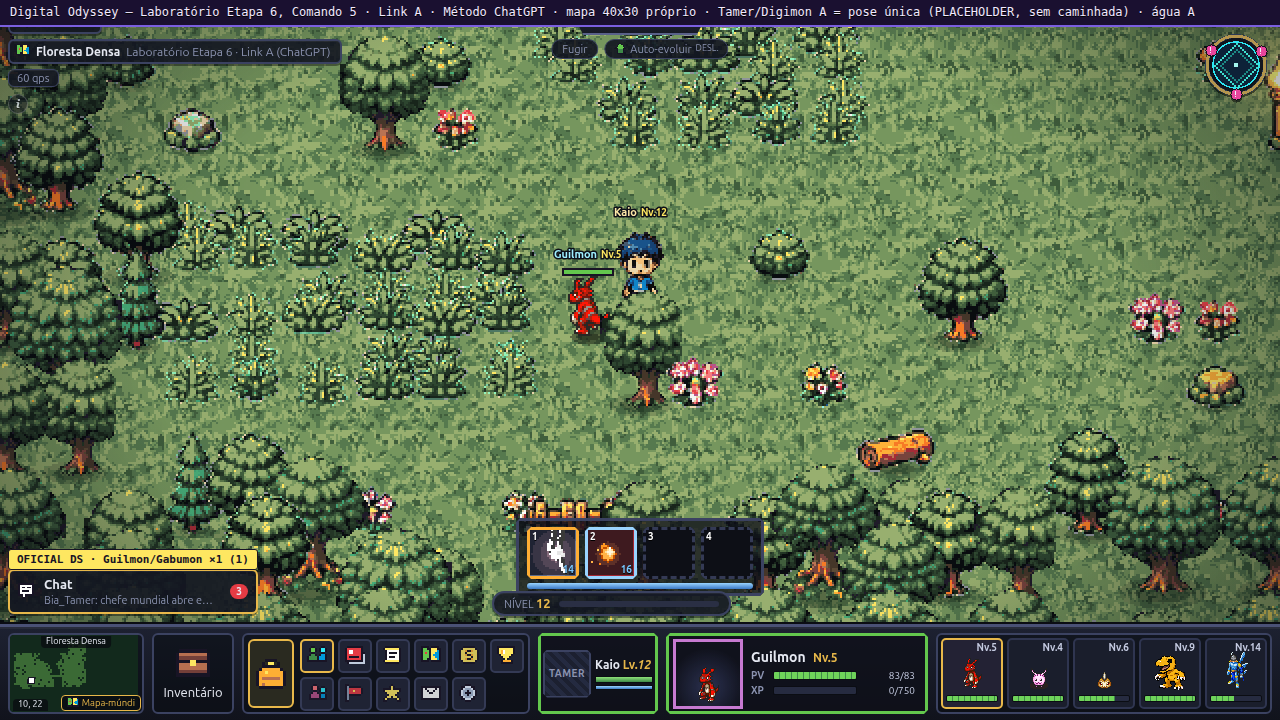 Digital Odyssey — Laboratório Etapa 6, Comando 5 · Link A · Método ChatGPT · mapa 40x30 próprio · Tamer/Digimon A = pose única (PLACEHOLDER, sem caminhada) · água A
Floresta Densa Laboratório Etapa 6 · Link A (ChatGPT)
Fugir
Auto-evoluir DESL.
60 qps
i
Kaio Nv.12
Guilmon Nv.5
OFICIAL DS · Guilmon/Gabumon ×1 (1)
Chat
Bia_Tamer: chefe mundial abre e…
3
1
14
2
16
3
4
NÍVEL 12
Floresta Densa
10, 22
Mapa-múndi
Inventário
TAMER
Kaio Lv.12
Guilmon Nv.5
PV 83/83
XP 0/750
Nv.5
Nv.4
Nv.6
Nv.9
Nv.14